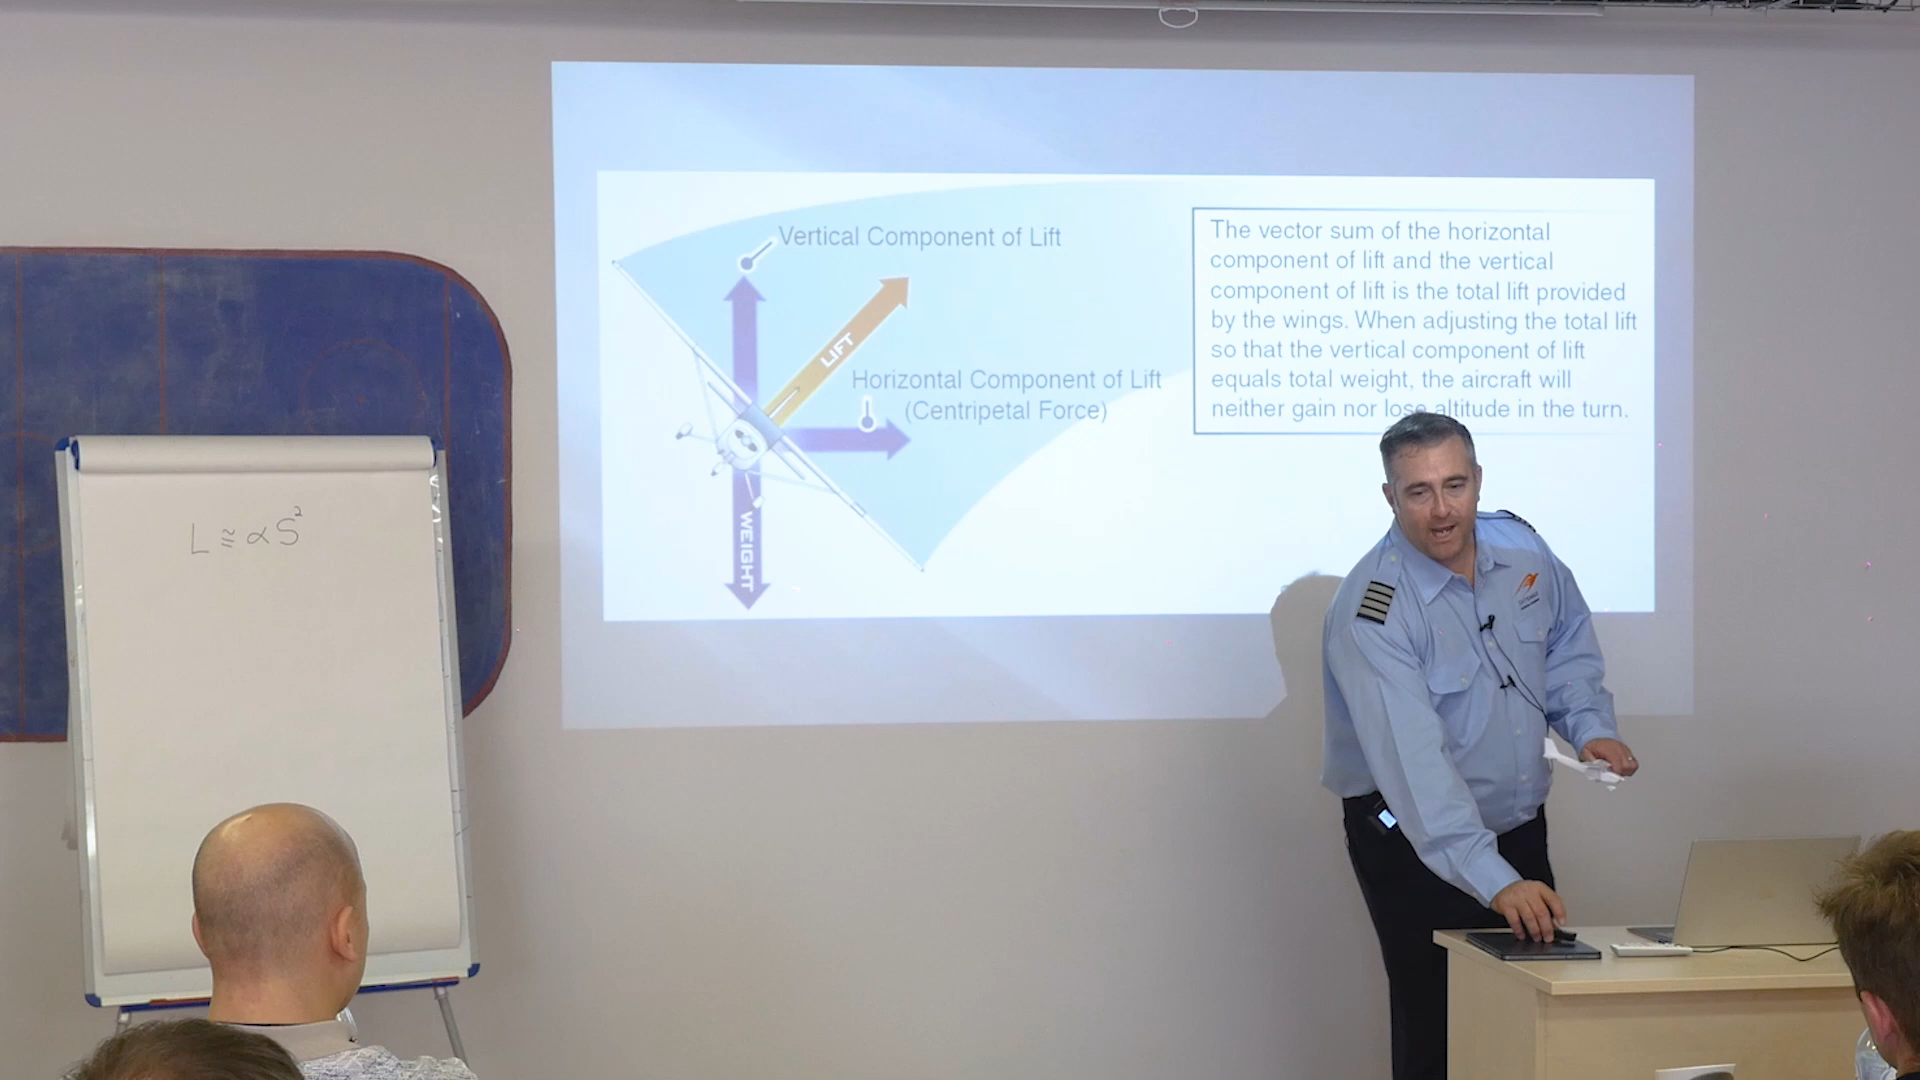 L ≅ α S²
Vertical Component of Lift
LIFT
Horizontal Component of Lift
(Centripetal Force)
WEIGHT
The vector sum of the horizontal
component of lift and the vertical
component of lift is the total lift provided
by the wings. When adjusting the total lift
so that the vertical component of lift
equals total weight, the aircraft will
neither gain nor lose altitude in the turn.